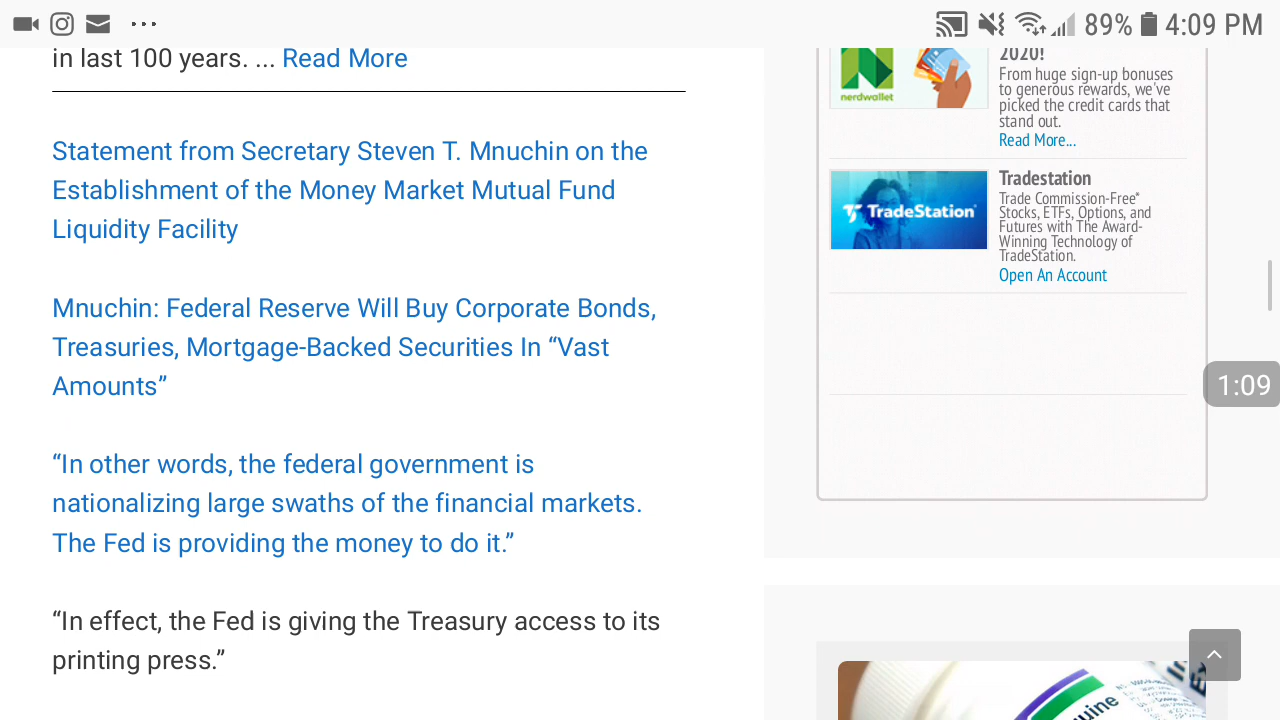 89% 4:09 PM
in last 100 years. ... Read More
Statement from Secretary Steven T. Mnuchin on the
Establishment of the Money Market Mutual Fund
Liquidity Facility
Mnuchin: Federal Reserve Will Buy Corporate Bonds,
Treasuries, Mortgage-Backed Securities In “Vast
Amounts”
“In other words, the federal government is
nationalizing large swaths of the financial markets.
The Fed is providing the money to do it.”
“In effect, the Fed is giving the Treasury access to its
printing press.”
nerdwallet
2020!
From huge sign-up bonuses
to generous rewards, we've
picked the credit cards that
stand out.
Read More...
TradeStation
Tradestation
Trade Commission-Free*
Stocks, ETFs, Options, and
Futures with The Award-
Winning Technology of
TradeStation.
Open An Account
1:09